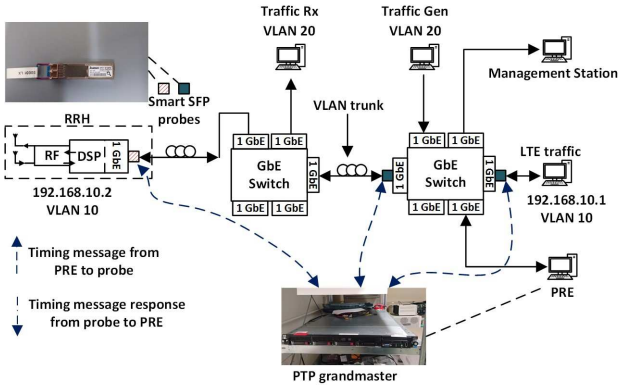 Traffic Rx
VLAN 20
Traffic Gen
VLAN 20
Management Station
Smart SFP
probes
VLAN trunk
RRH
RF
DSP
1 GbE
1 GbE
1 GbE
GbE
Switch
1 GbE
1 GbE
1 GbE
1 GbE
1 GbE
1 GbE
GbE
Switch
1 GbE
1 GbE
1 GbE
1 GbE
LTE traffic
192.168.10.1
VLAN 10
192.168.10.2
VLAN 10
Timing message from
PRE to probe
Timing message response
from probe to PRE
PRE
PTP grandmaster